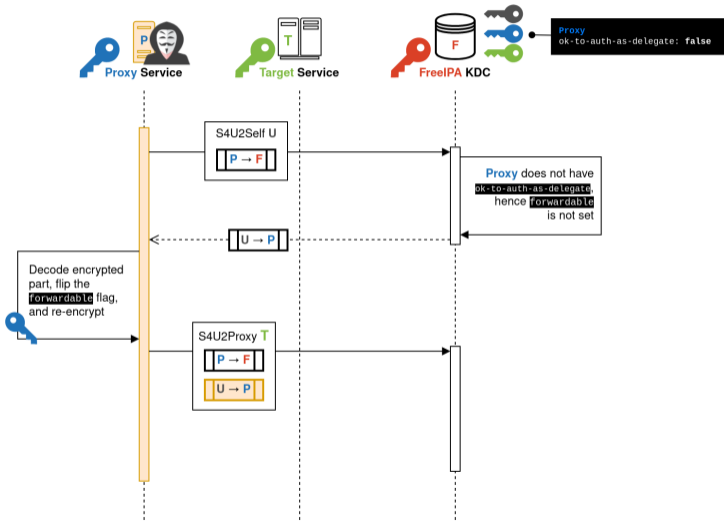 P
T
F
Proxy
ok-to-auth-as-delegate: false
Proxy Service
Target Service
FreeIPA KDC
S4U2Self U
P → F
Proxy does not have
ok-to-auth-as-delegate,
hence forwardable
is not set
U → P
Decode encrypted
part, flip the
forwardable flag,
and re-encrypt
S4U2Proxy T
P → F
U → P